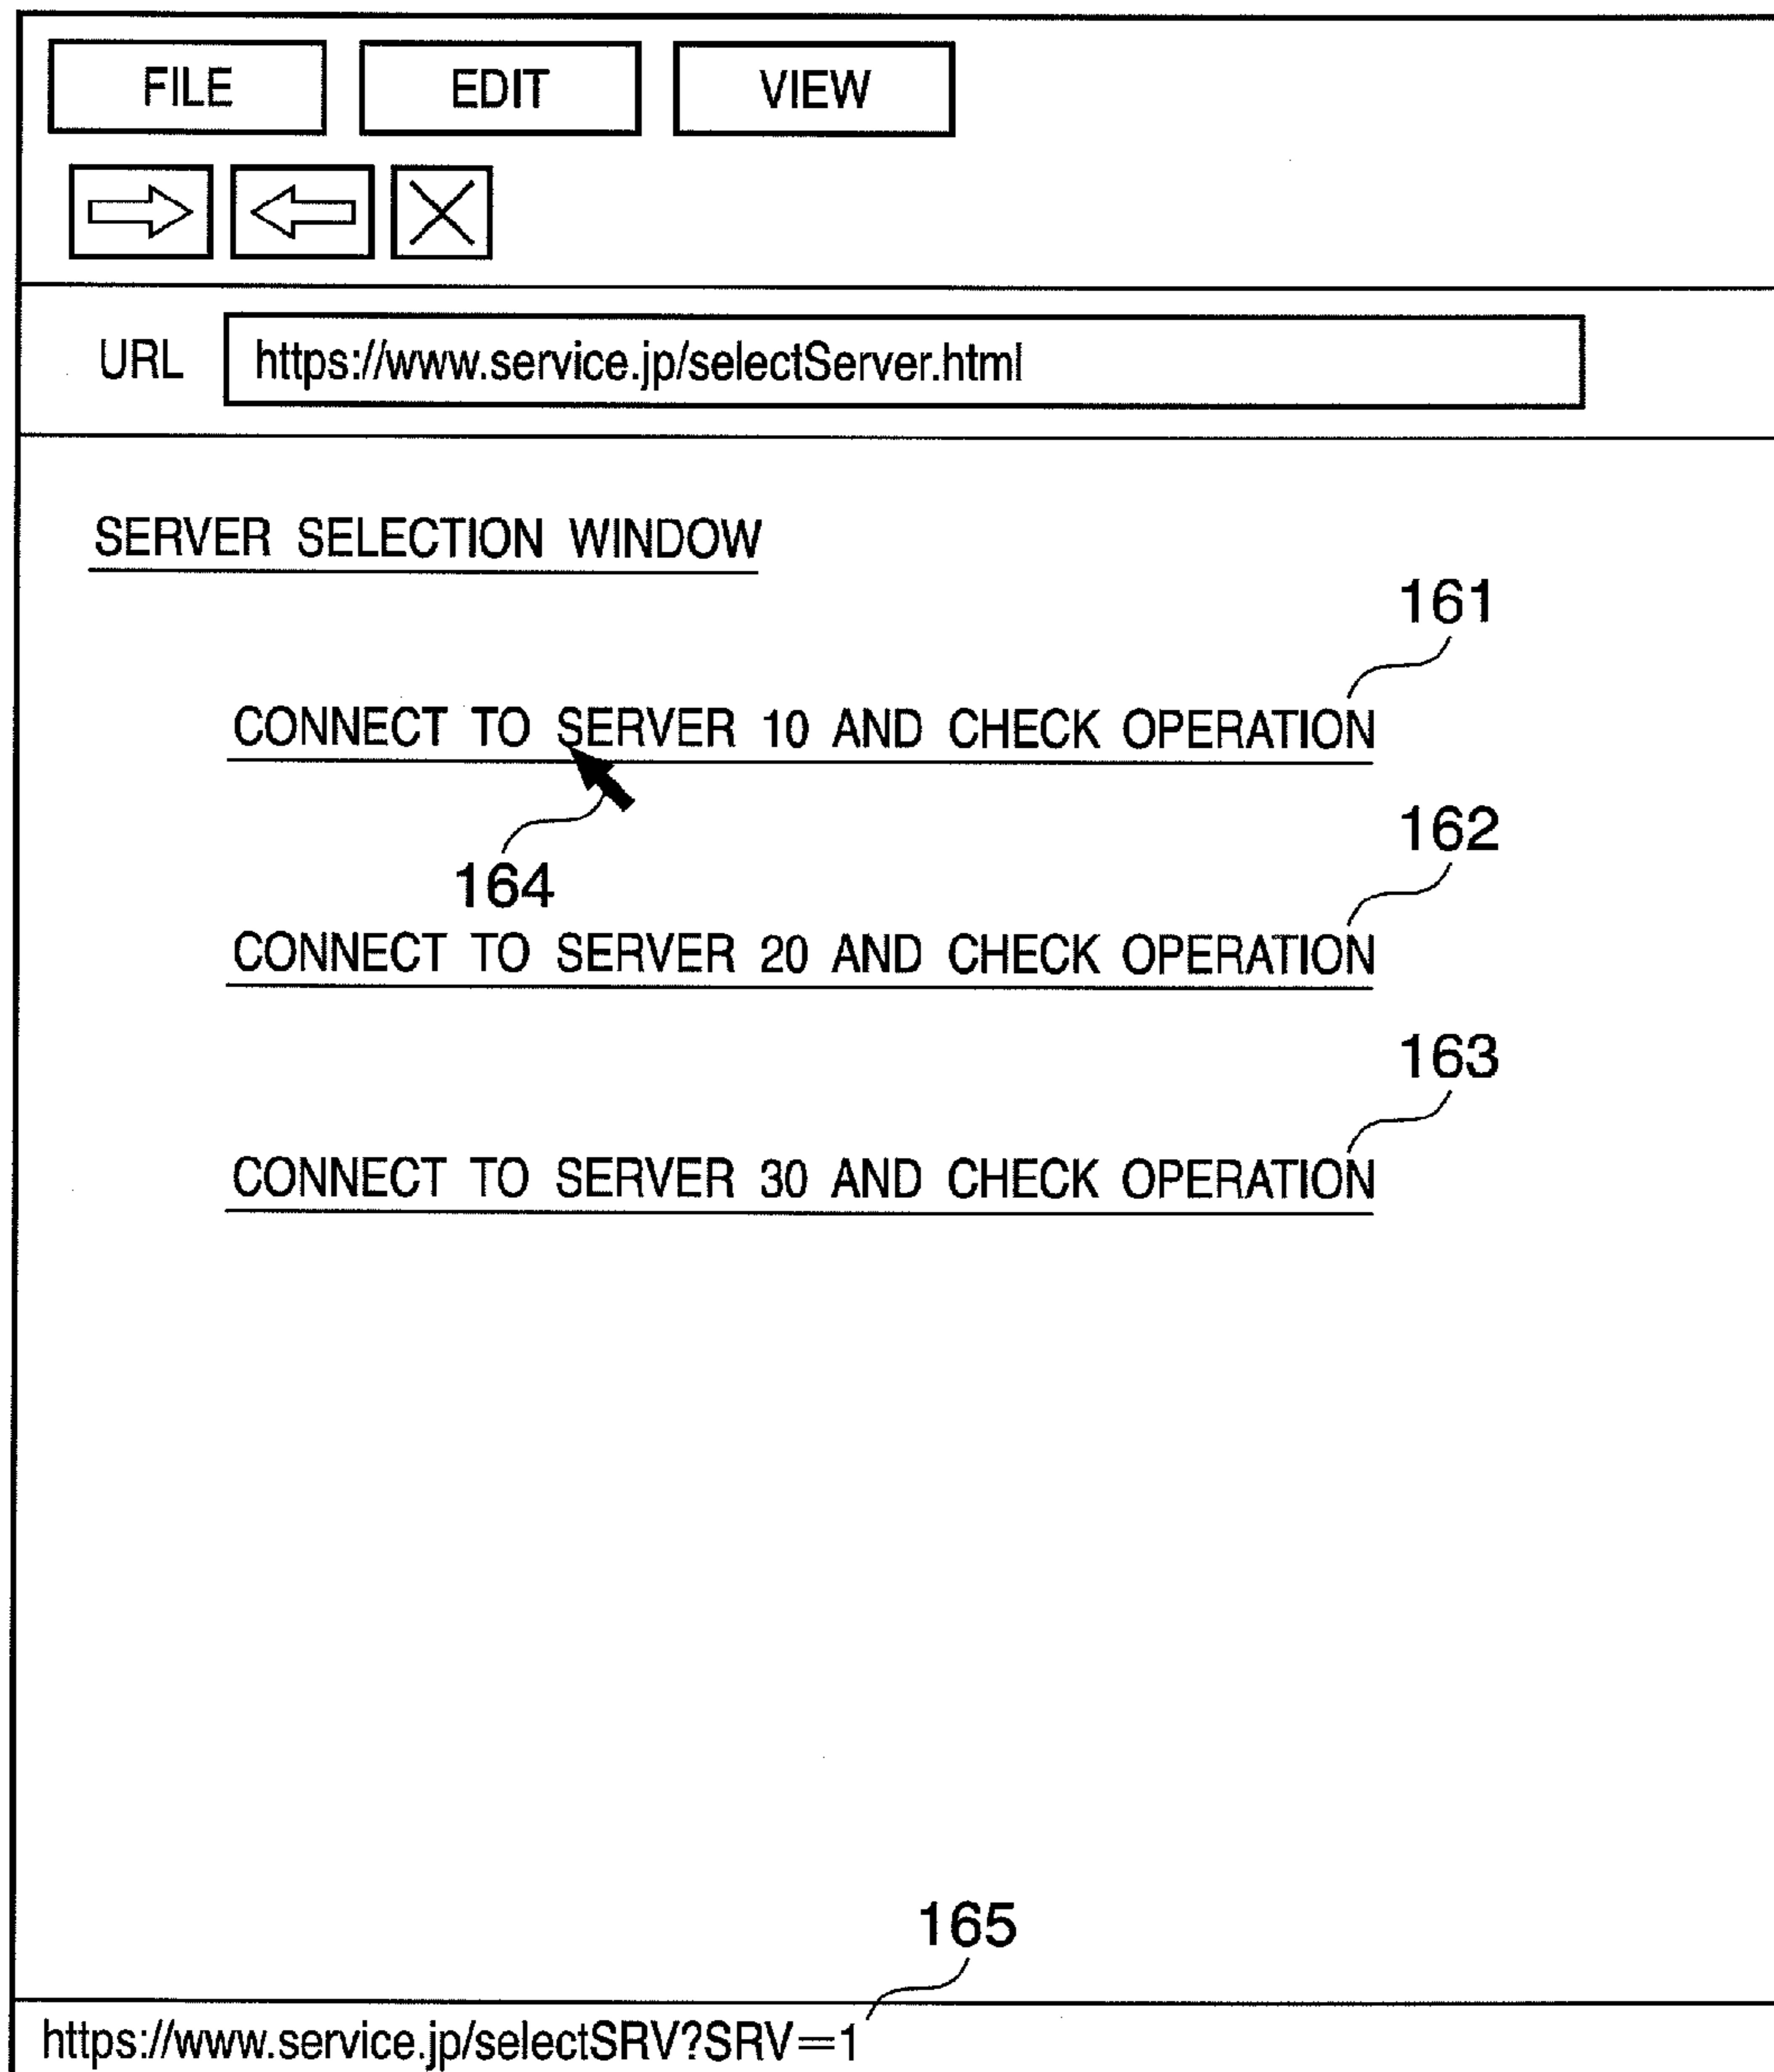 FILE EDIT VIEW
URL https://www.service.jp/selectServer.html
SERVER SELECTION WINDOW
161
CONNECT TO SERVER 10 AND CHECK OPERATION
164
162
CONNECT TO SERVER 20 AND CHECK OPERATION
163
CONNECT TO SERVER 30 AND CHECK OPERATION
165
https://www.service.jp/selectSRV?SRV=1